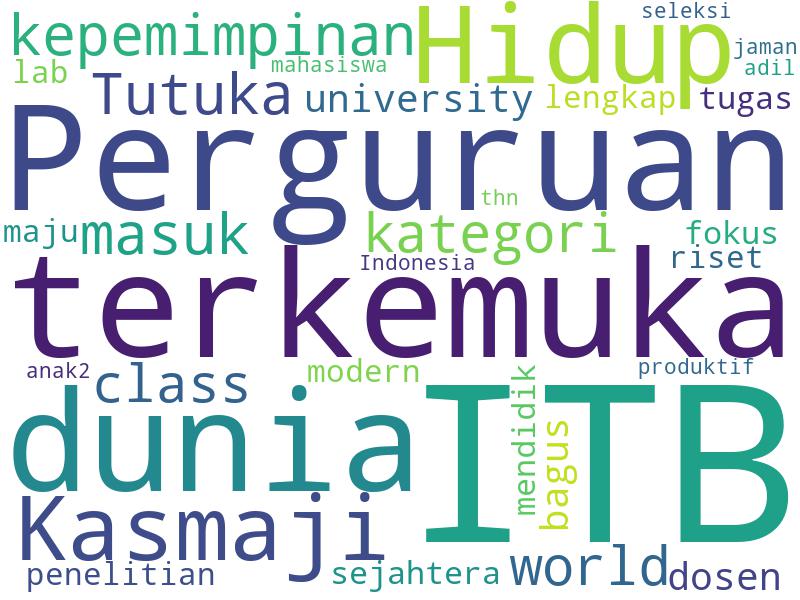 seleksi
kepemimpinan Hidup
jaman
lab mahasiswa adil
Tutuka university lengkap tugas
Perguruan
thn
maju masuk kategori fokus
Indonesia riset
terkemuka
anak2 class modern produktif
dunia ITB
mendidik
bagus
Kasmaji
penelitian sejahtera world dosen